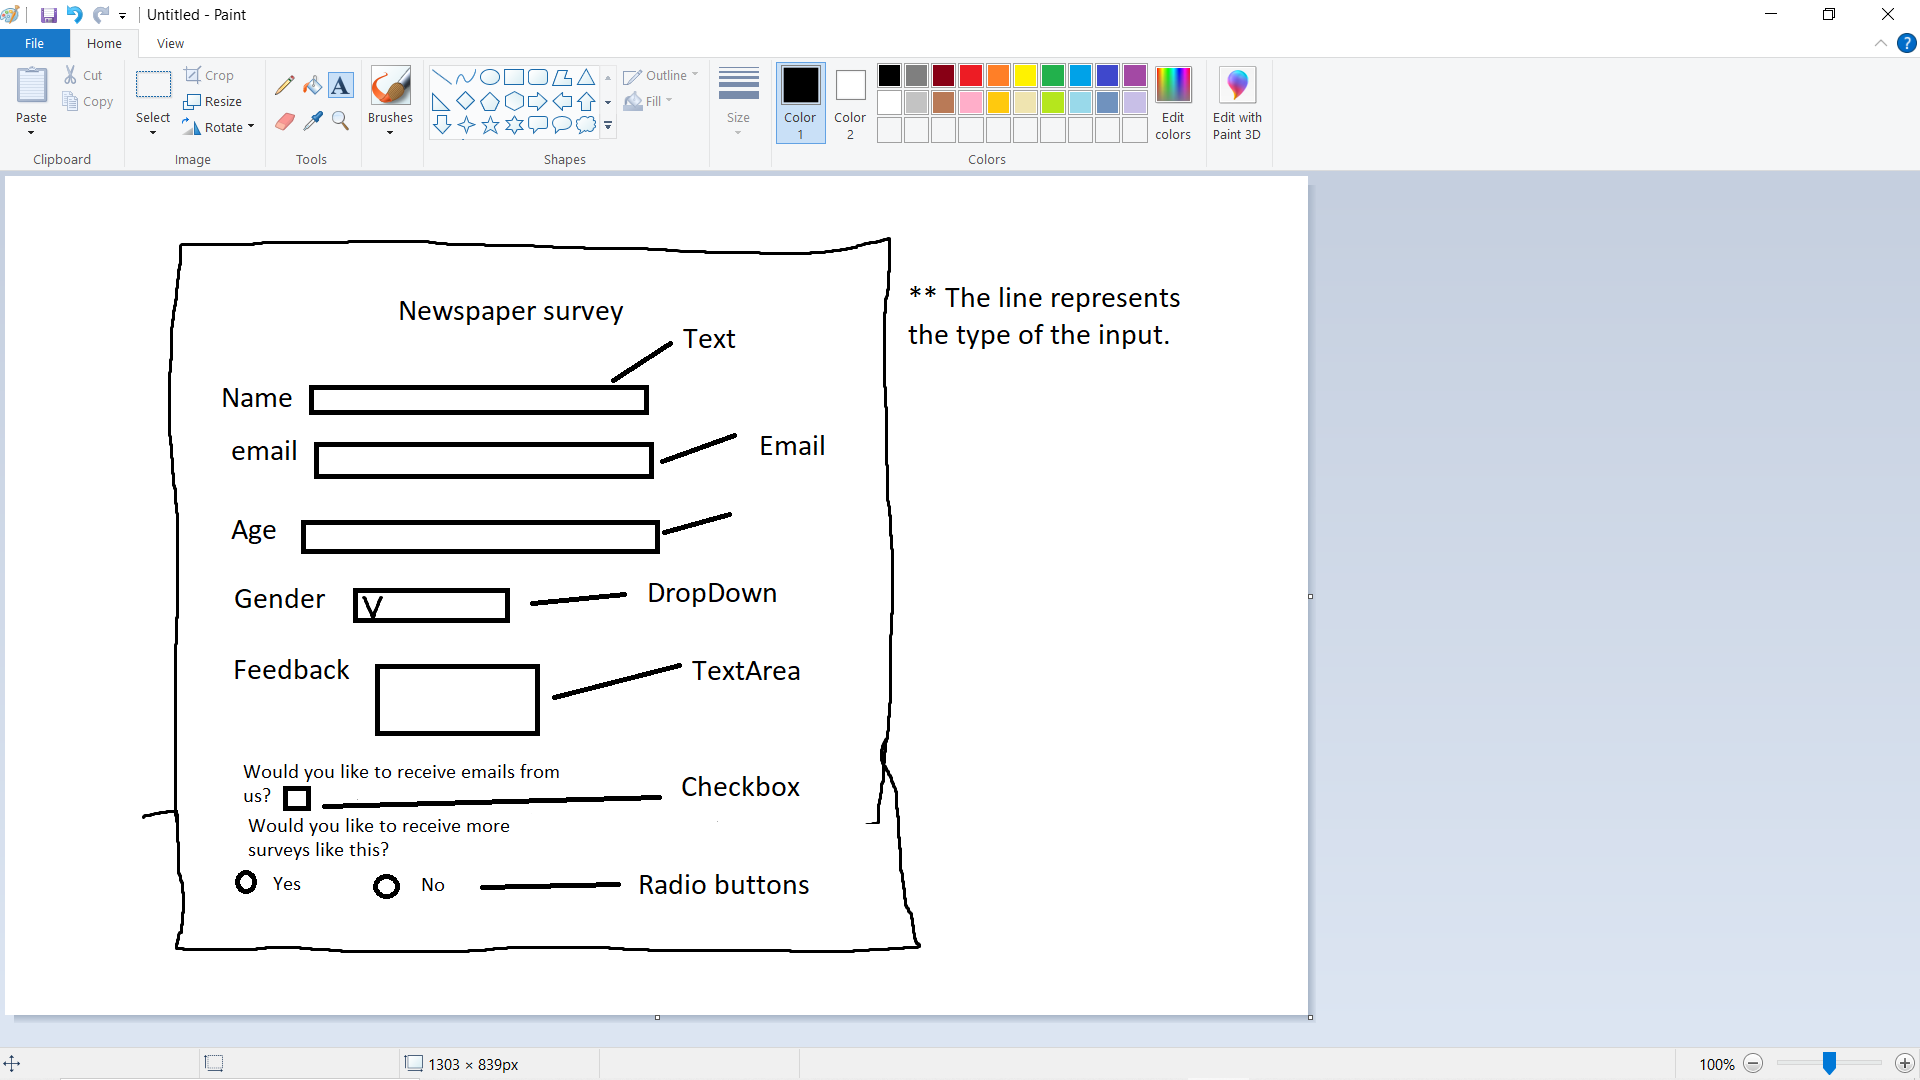 Untitled - Paint
File
Home
View
Paste
Cut
Copy
Clipboard
Select
Crop
Resize
Rotate
Image
A
Tools
Brushes
Outline
Fill
Shapes
Size
Color
1
Color
2
Edit
colors
Colors
Edit with
Paint 3D
?
Newspaper survey
Text
** The line represents
the type of the input.
Name
email
Email
Age
Gender
V
DropDown
Feedback
TextArea
Would you like to receive emails from
us?
Checkbox
Would you like to receive more
surveys like this?
Yes
No
Radio buttons
1303 × 839px
100%